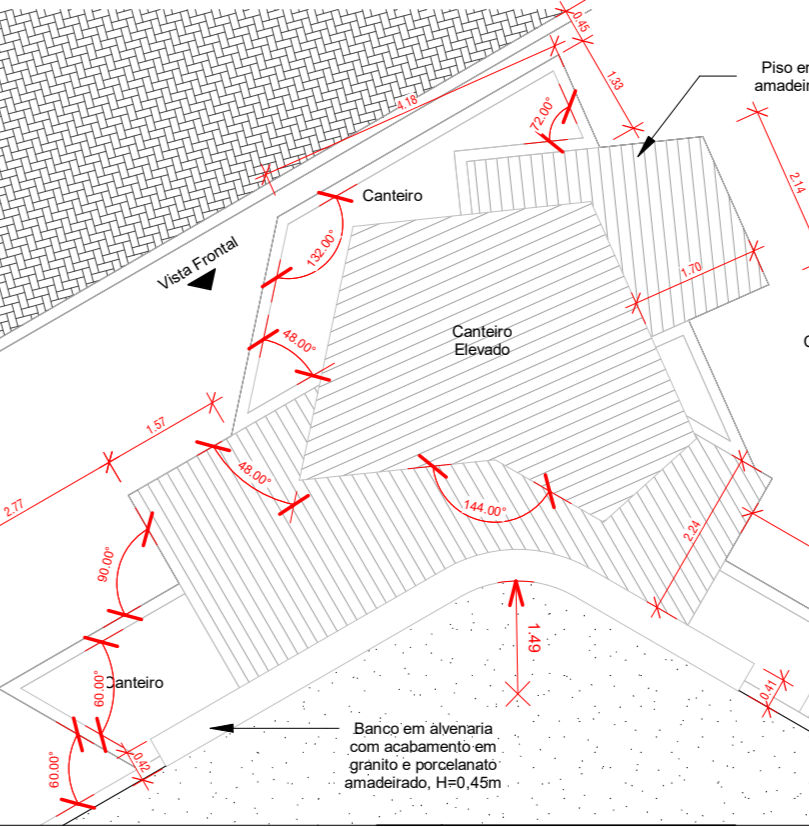 0.45
4.18
1.33
Piso em
amadeir
72.00°
2.14
Canteiro
132.00°
Vista Frontal
1.70
Canteiro
Elevado
48.00°
1.57
48.00°
144.00°
2.77
2.24
90.00°
1.49
60.00°
Canteiro
0.41
Banco em alvenaria
com acabamento em
granito e porcelanato
amadeirado, H=0,45m
0.42
60.00°